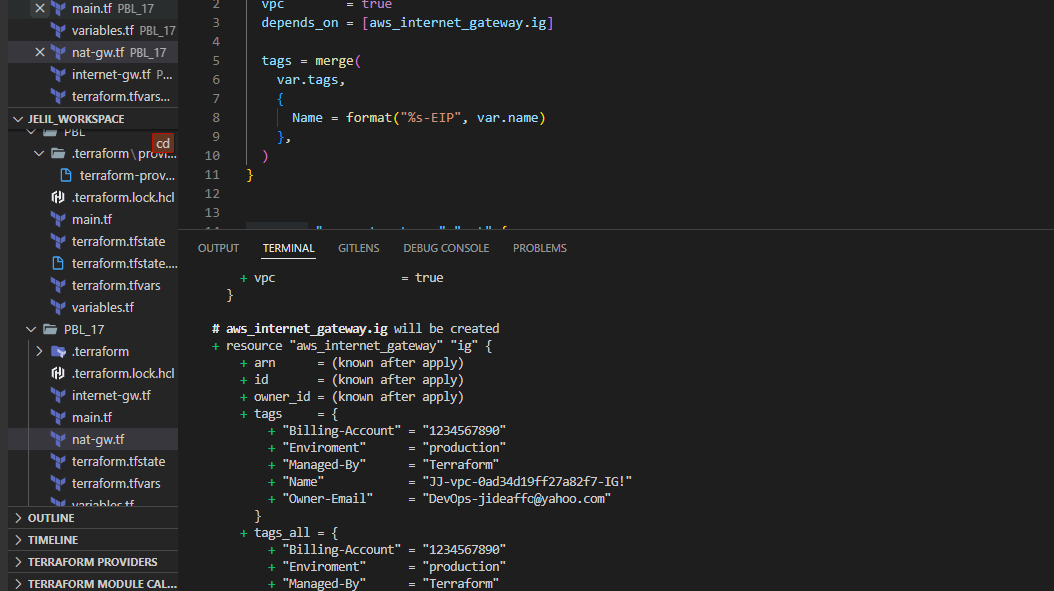 main.tf PBL_17
variables.tf PBL_17
nat-gw.tf PBL_17
internet-gw.tf P...
terraform.tfvars...
JELIL_WORKSPACE
PBL
cd
.terraform\provi...
terraform-prov...
.terraform.lock.hcl
main.tf
terraform.tfstate
terraform.tfstate....
terraform.tfvars
variables.tf
PBL_17
.terraform
.terraform.lock.hcl
internet-gw.tf
main.tf
nat-gw.tf
terraform.tfstate
terraform.tfvars
variables.tf
OUTLINE
TIMELINE
TERRAFORM PROVIDERS
TERRAFORM MODULE CAL...
2 vpc = true
3 depends_on = [aws_internet_gateway.ig]
4
5 tags = merge(
6 var.tags,
7 {
8 Name = format("%s-EIP", var.name)
9 },
10 )
11 }
12
13
OUTPUT TERMINAL GITLENS DEBUG CONSOLE PROBLEMS
+ vpc = true
}
# aws_internet_gateway.ig will be created
+ resource "aws_internet_gateway" "ig" {
+ arn = (known after apply)
+ id = (known after apply)
+ owner_id = (known after apply)
+ tags = {
+ "Billing-Account" = "1234567890"
+ "Enviroment" = "production"
+ "Managed-By" = "Terraform"
+ "Name" = "JJ-vpc-0ad34d19ff27a82f7-IG!"
+ "Owner-Email" = "DevOps-jideaffc@yahoo.com"
}
+ tags_all = {
+ "Billing-Account" = "1234567890"
+ "Enviroment" = "production"
+ "Managed-By" = "Terraform"